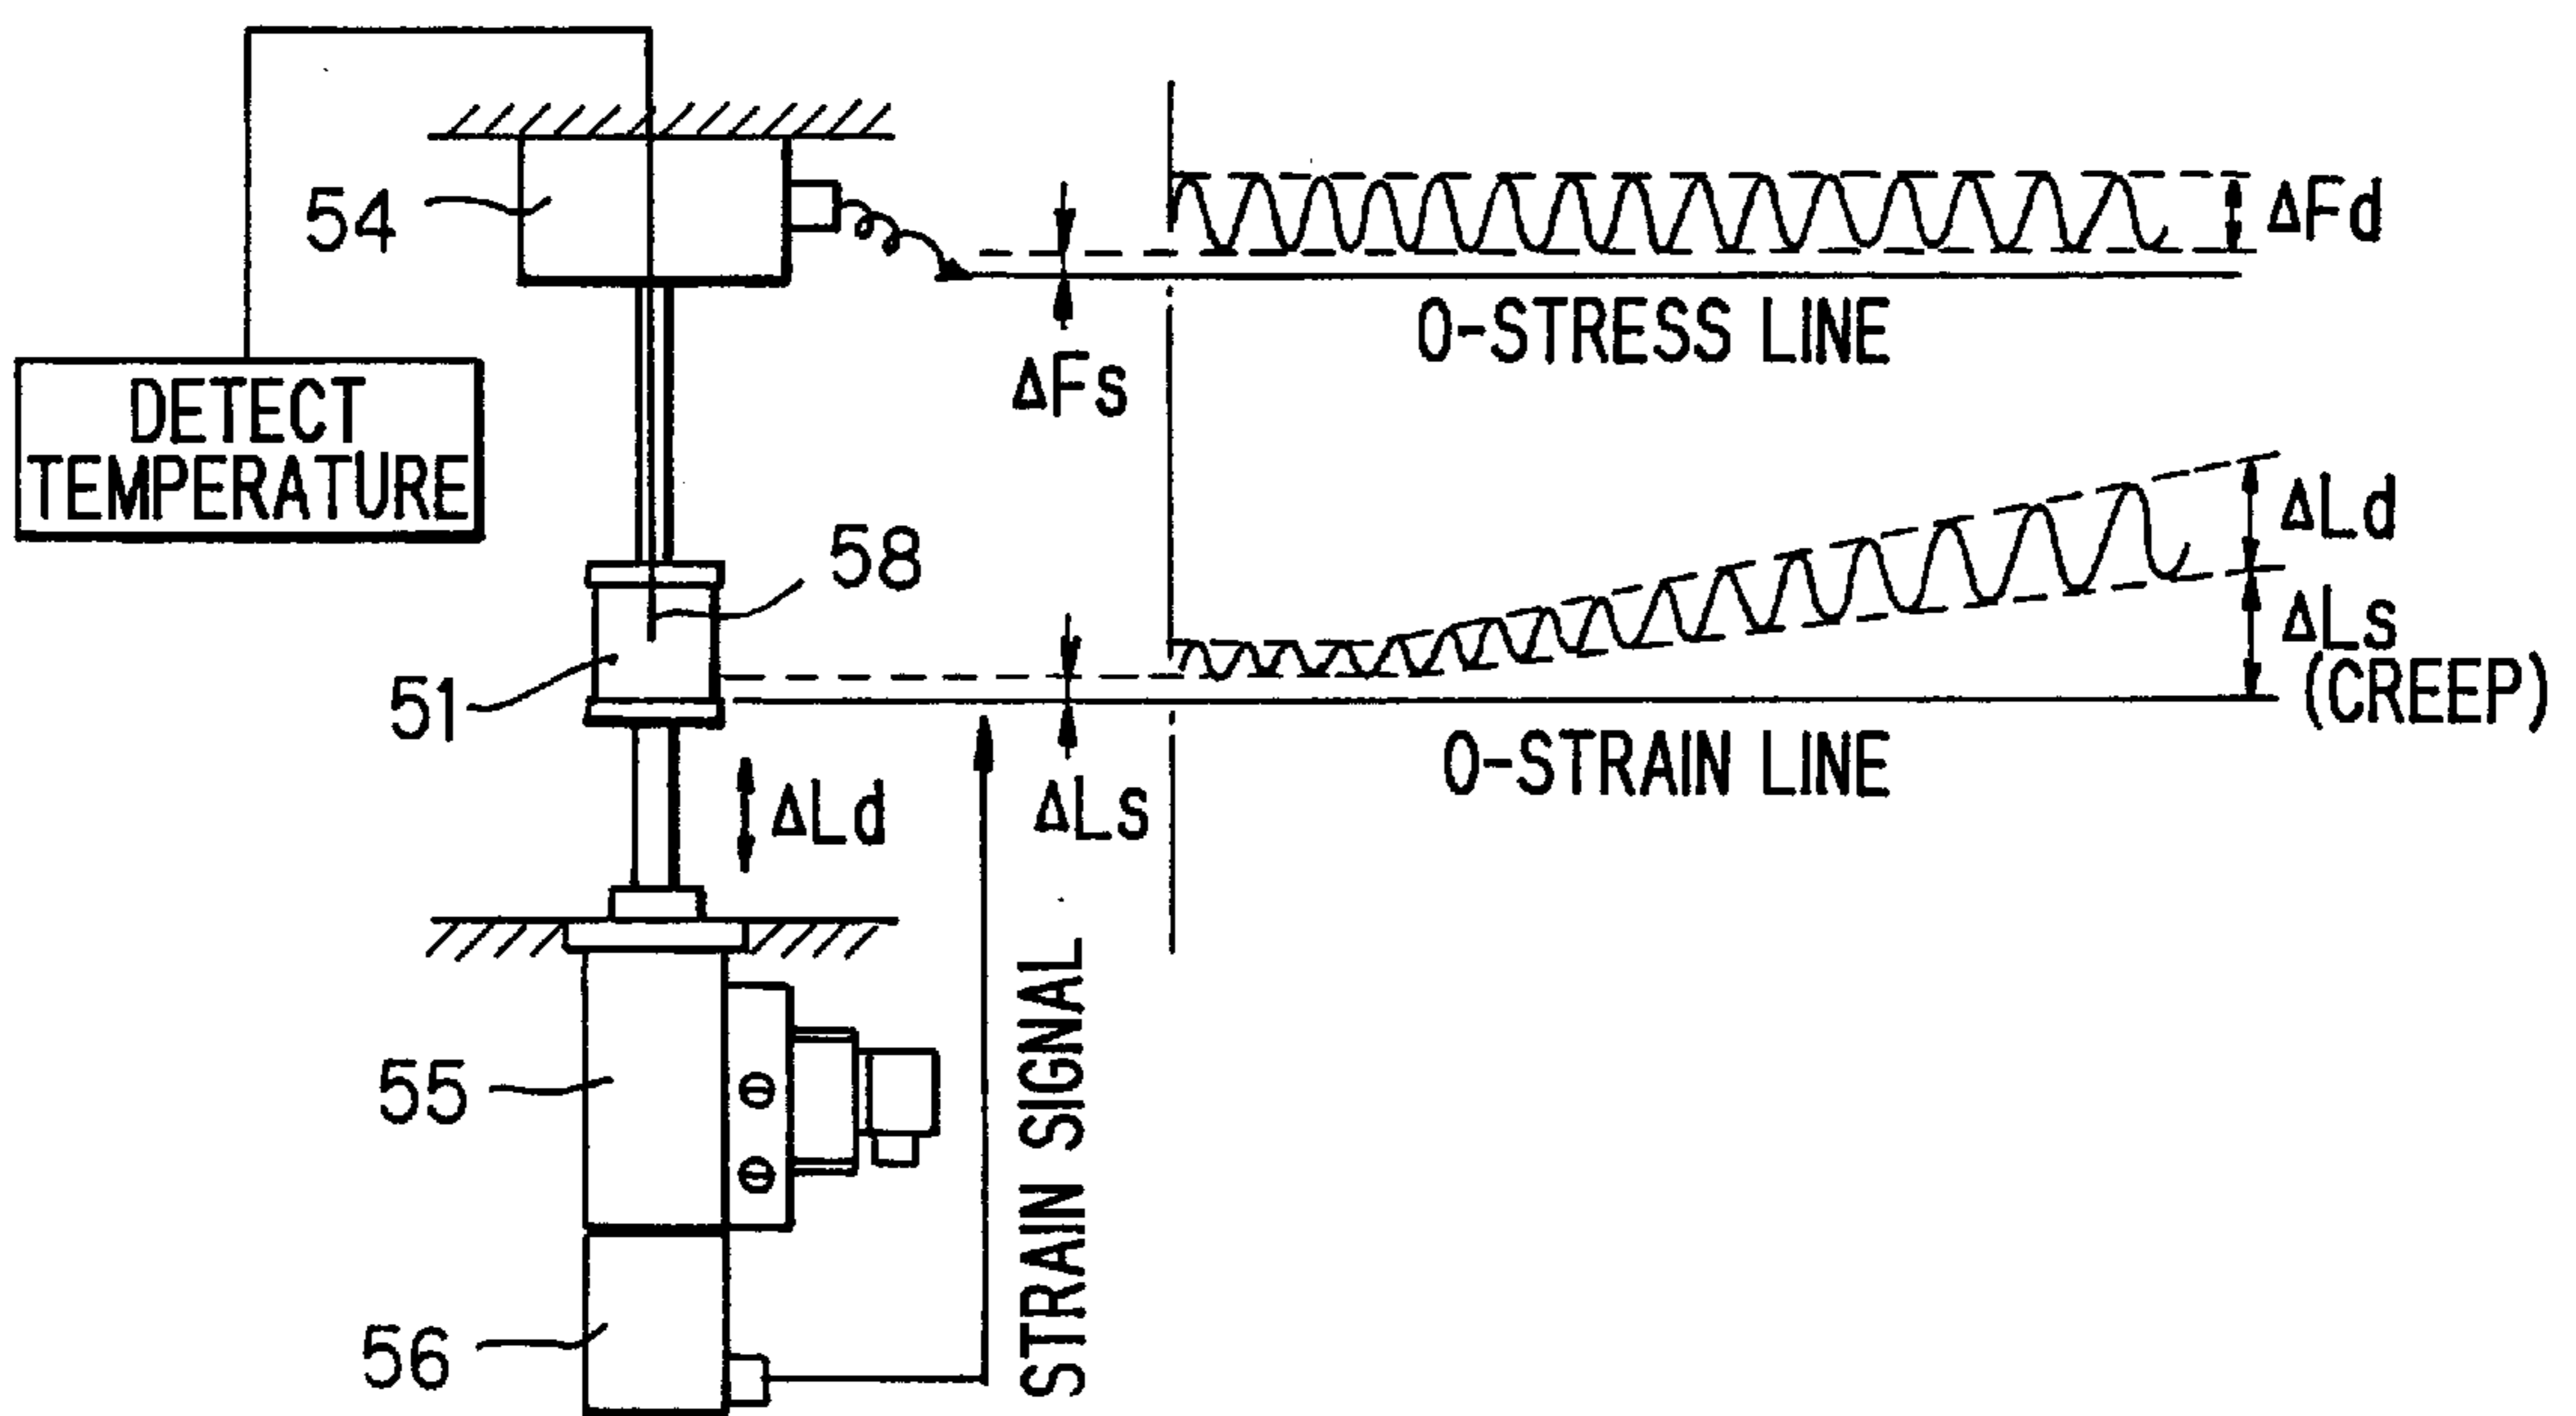 54
ΔFd
0-STRESS LINE
ΔFs
DETECT
TEMPERATURE
58
ΔLd
ΔLs
(CREEP)
51
0-STRAIN LINE
ΔLd
ΔLs
STRAIN SIGNAL
55
56